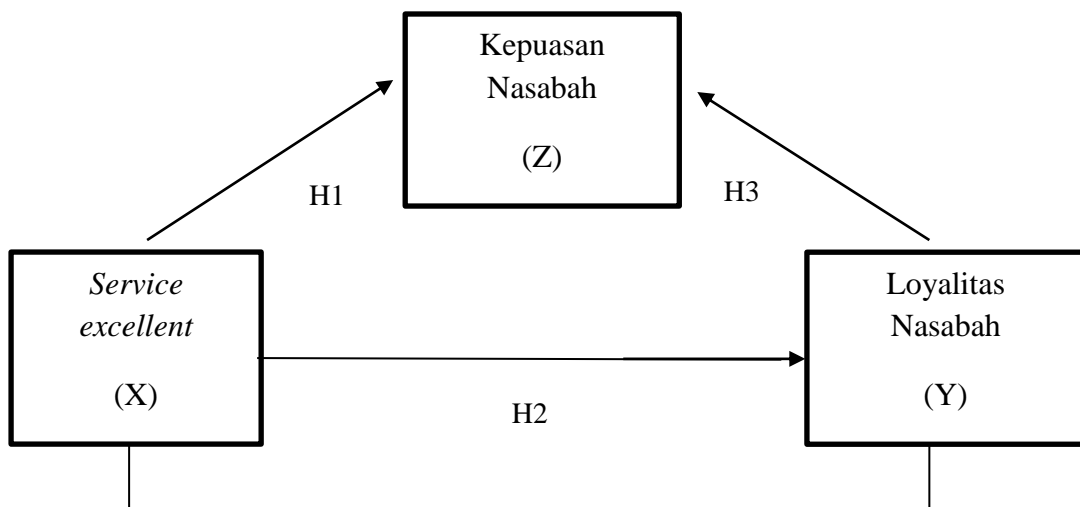 Kepuasan
Nasabah
(Z)
H1
H3
Service
excellent
(X)
Loyalitas
Nasabah
(Y)
H2